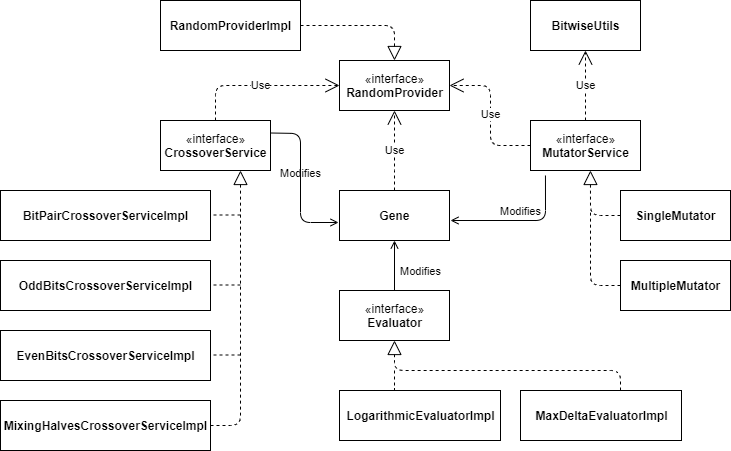 RandomProviderImpl
BitwiseUtils
«interface»
RandomProvider
Use
Use
Use
«interface»
CrossoverService
«interface»
MutatorService
Use
Modifies
BitPairCrossoverServiceImpl
Gene
Modifies
SingleMutator
OddBitsCrossoverServiceImpl
Modifies
MultipleMutator
«interface»
Evaluator
EvenBitsCrossoverServiceImpl
MixingHalvesCrossoverServiceImpl
LogarithmicEvaluatorImpl
MaxDeltaEvaluatorImpl